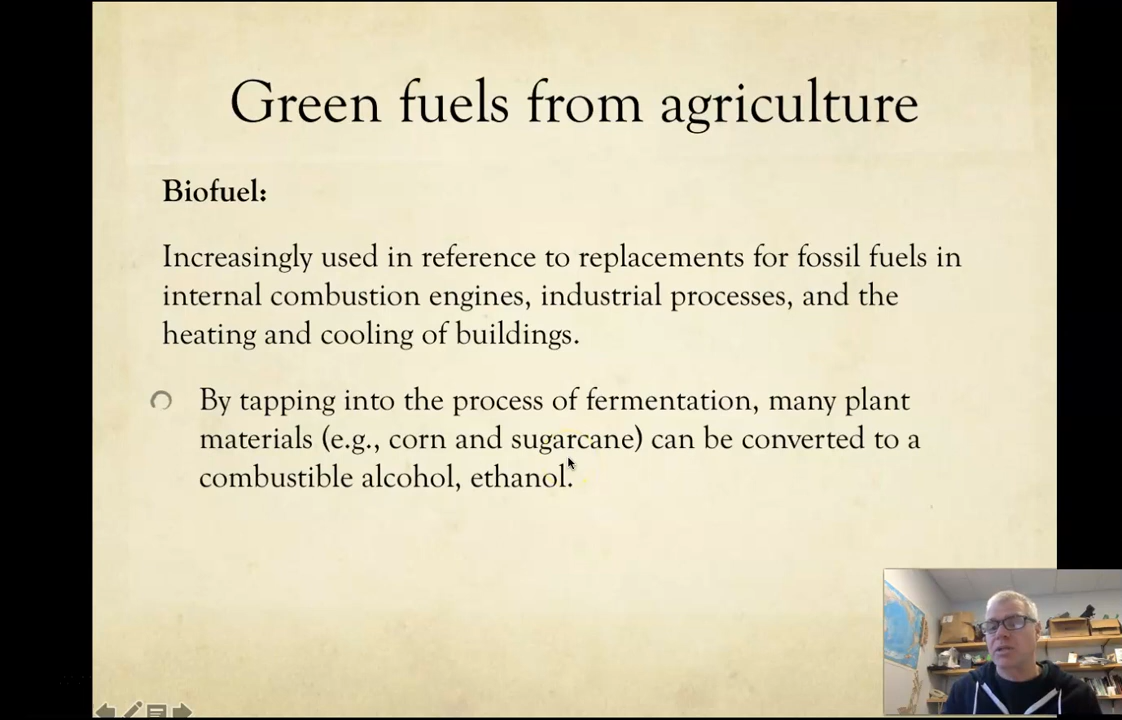 Green fuels from agriculture
Biofuel:
Increasingly used in reference to replacements for fossil fuels in
internal combustion engines, industrial processes, and the
heating and cooling of buildings.
By tapping into the process of fermentation, many plant
materials (e.g., corn and sugarcane) can be converted to a
combustible alcohol, ethanol.